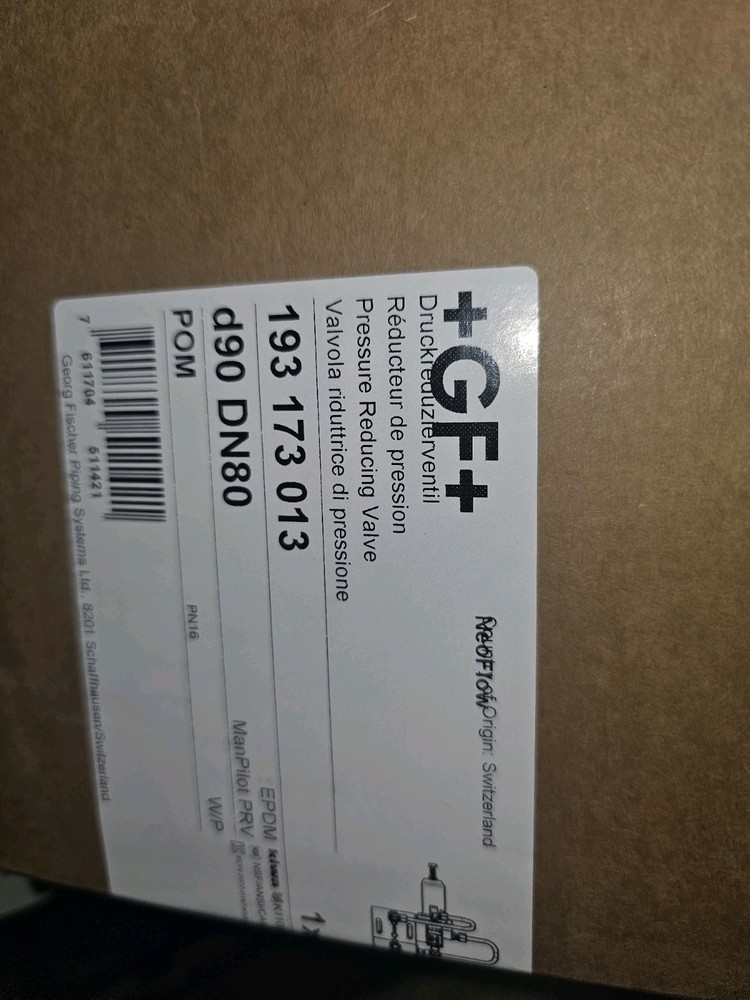 +GF+
Country of Origin: Switzerland
NeoFlow
Druckreduzierventil
Réducteur de pression
Pressure Reducing Valve
Valvola riduttrice di pressione
1x
193 173 013
EPDM kiwa
d90 DN80
ManPilot PRV
W/P
POM
PN16
7 611704 611421
Georg Fischer Piping Systems Ltd., 8201 Schaffhausen/Switzerland